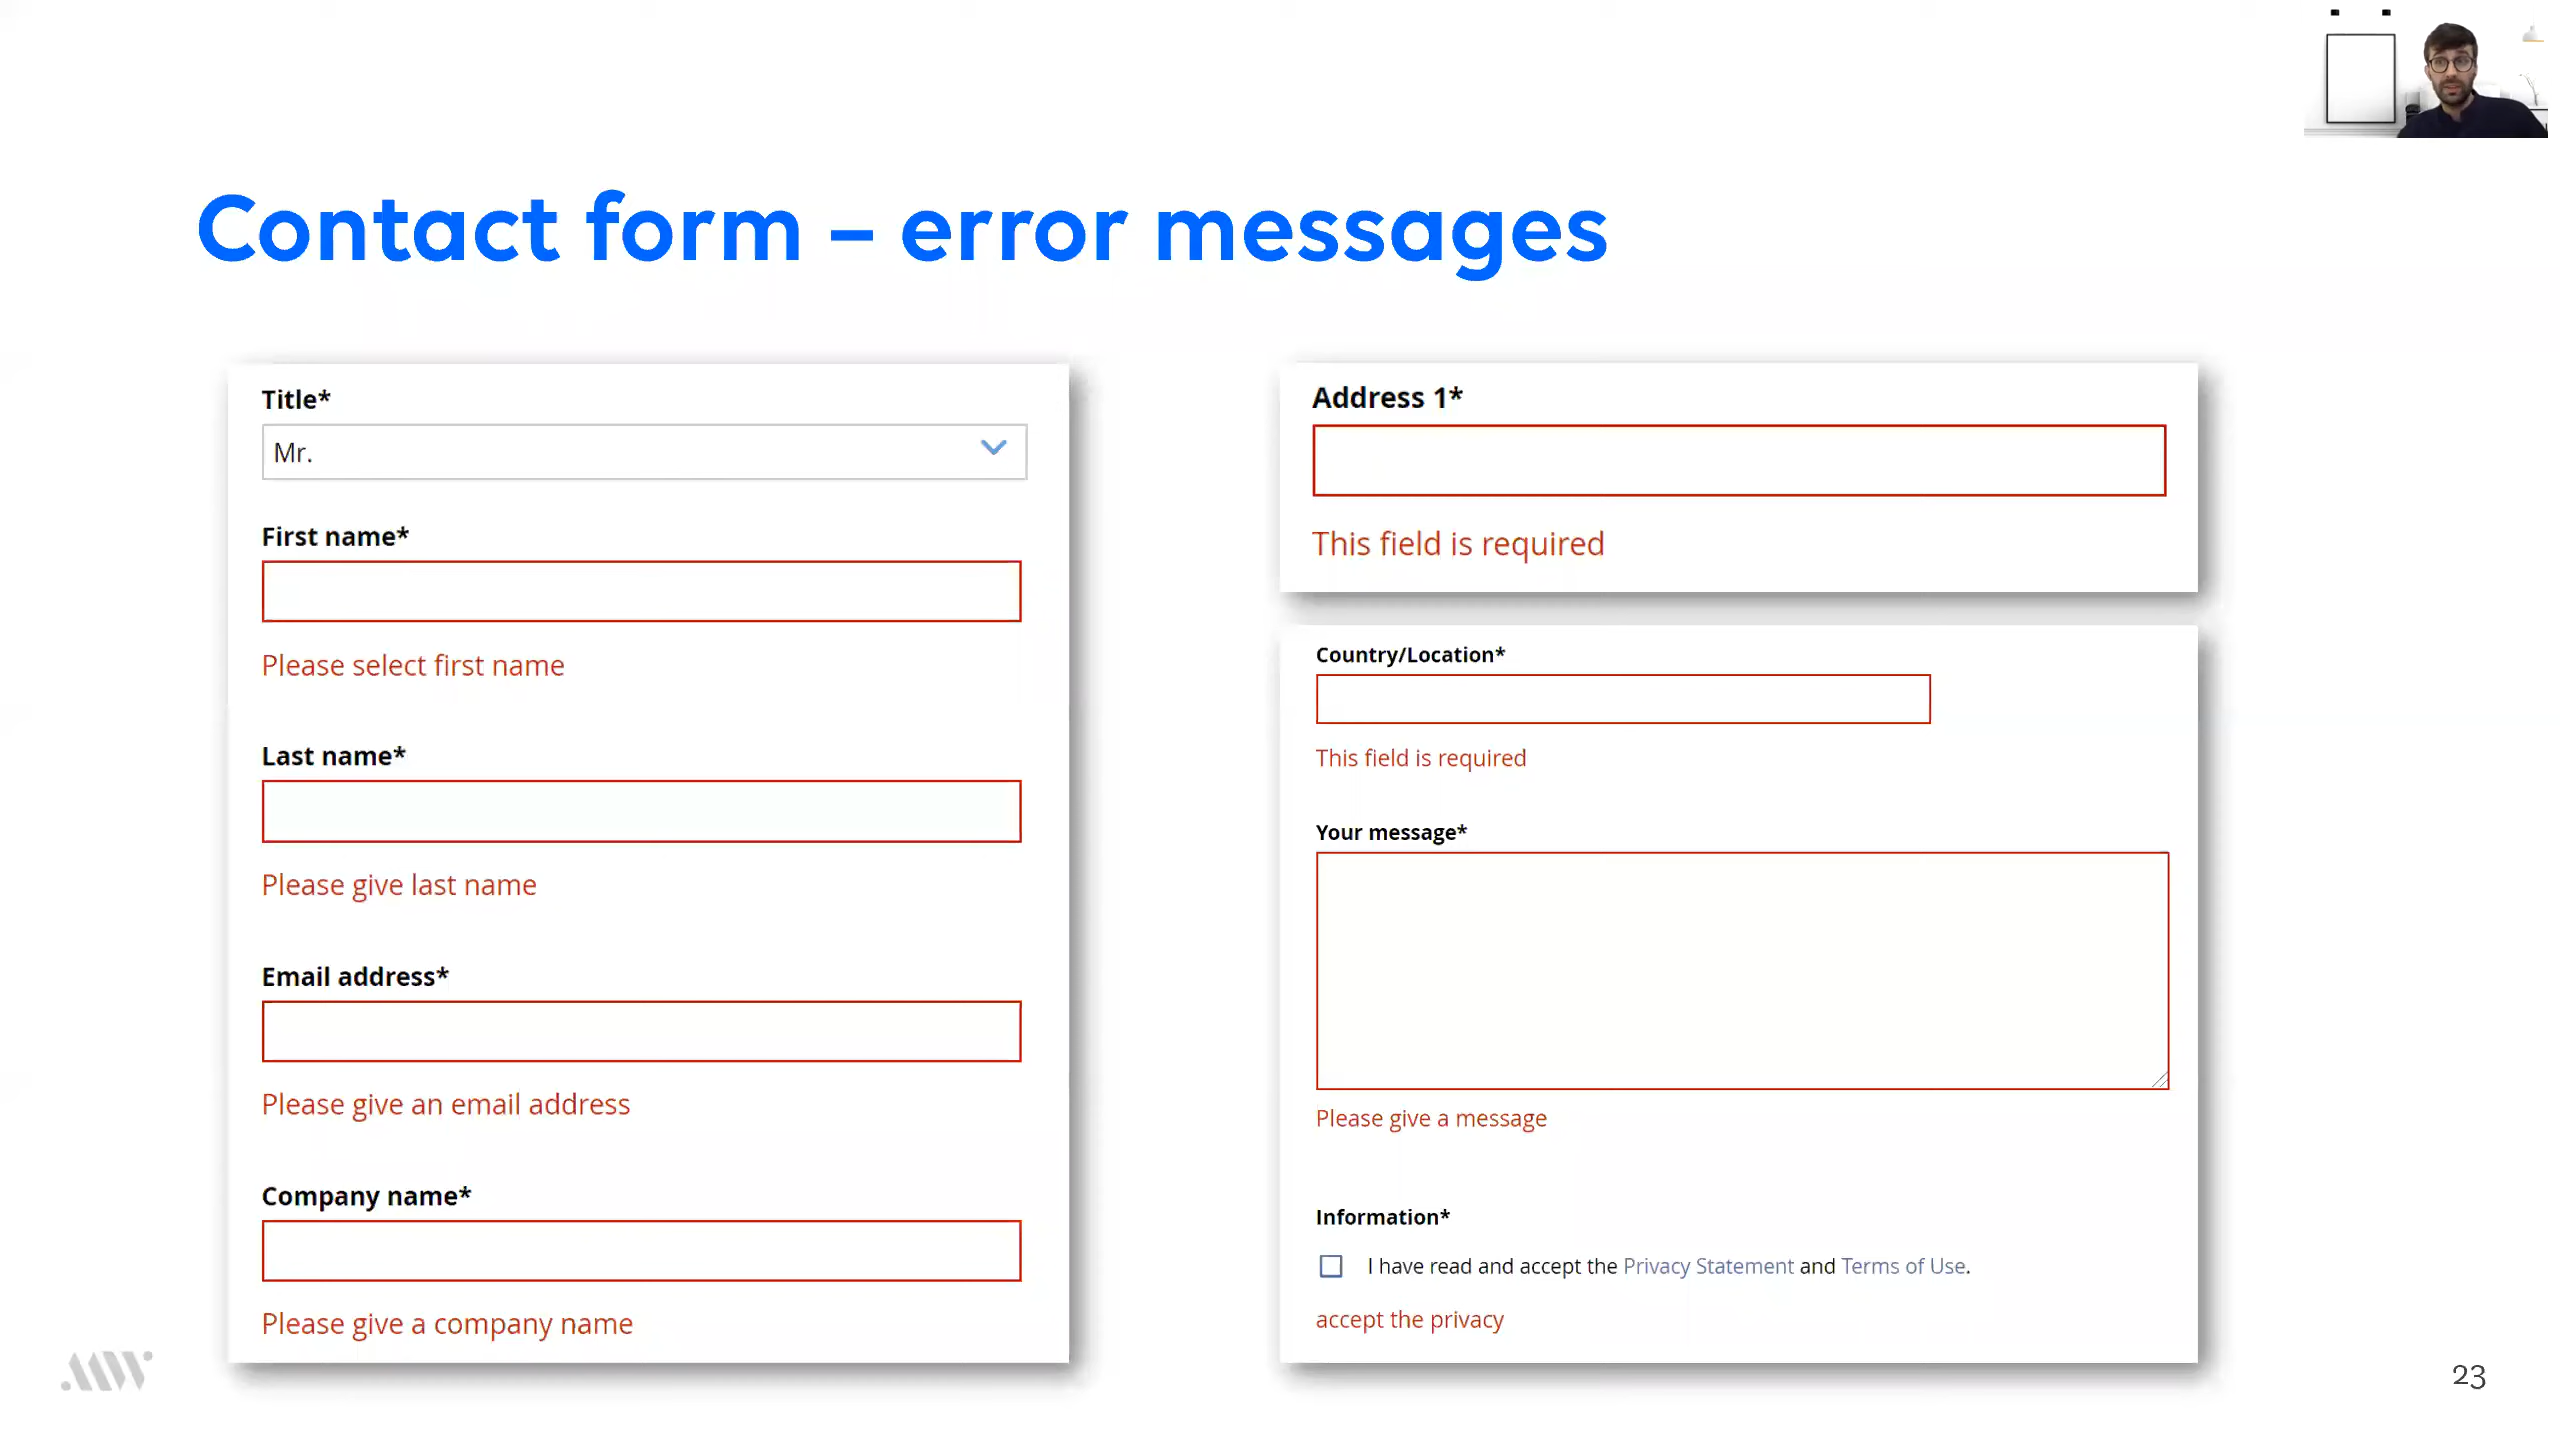 Contact form – error messages
Title*
Mr.
First name*
Please select first name
Last name*
Please give last name
Email address*
Please give an email address
Company name*
Please give a company name
Address 1*
This field is required
Country/Location*
This field is required
Your message*
Please give a message
Information*
I have read and accept the Privacy Statement and Terms of Use.
accept the privacy
23